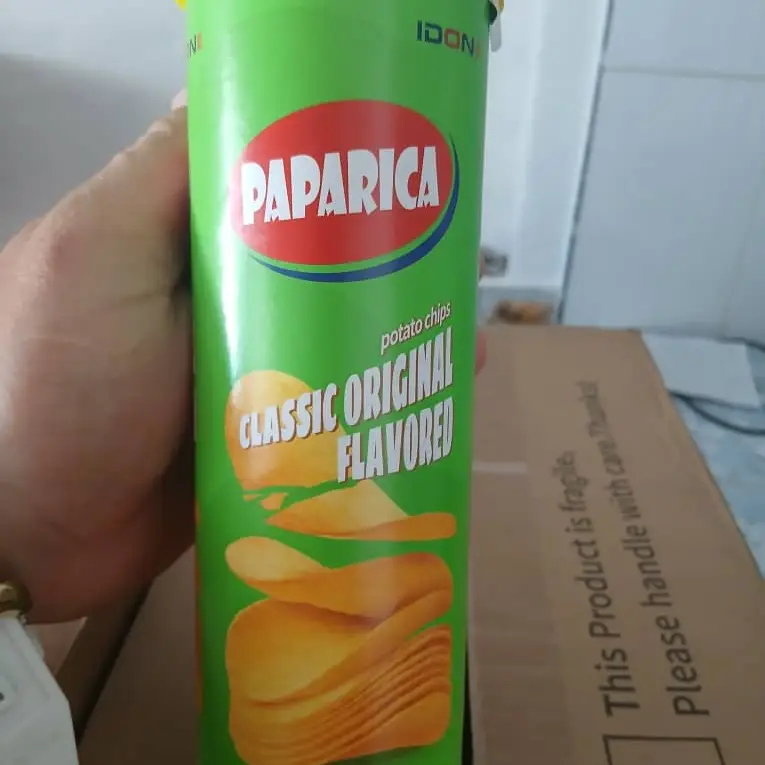 IDON
PAPARICA
potato chips
CLASSIC ORIGINAL
FLAVORED
This Product is fragile,
Please handle with care.Thanks!